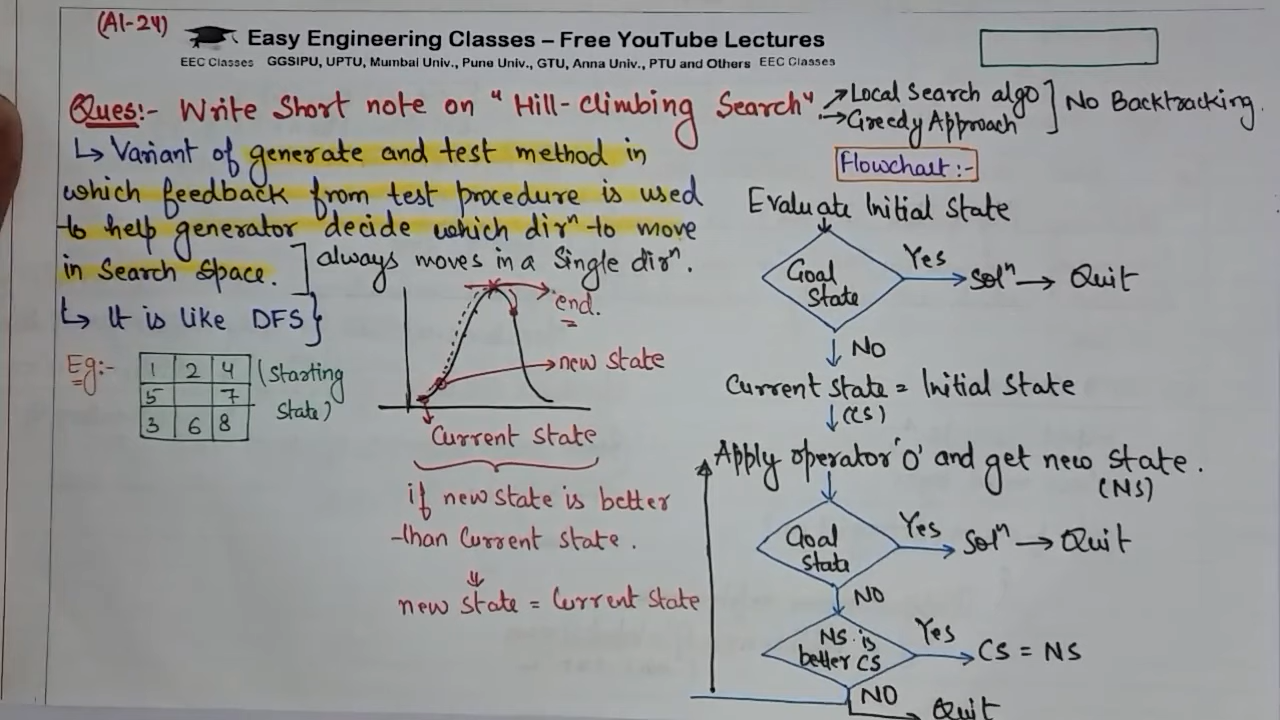 (AI-24)
Easy Engineering Classes – Free YouTube Lectures
EEC Classes GGSIPU, UPTU, Mumbai Univ., Pune Univ., GTU, Anna Univ., PTU and Others EEC Classes
Ques:- Write Short note on "Hill-Climbing Search"
→ Local Search algo
→ Greedy Approach
] No Backtracking.
↳ Variant of generate and test method in
which feedback from test procedure is used
to help generator decide which dirⁿ to move
in Search Space. ] always moves in a Single dirⁿ.
↳ It is like DFS}
Eg:-
1 2 4
5 7
3 6 8
(Starting
State)
end.
new state
Current state
if new state is better
than Current state.
⇓
new state = Current state
Flowchart :-
Evaluate Initial State
Goal
State
Yes → Solⁿ → Quit
↓ NO
Current state = Initial State
↓ (CS)
Apply operator 'O' and get new state.
(NS)
Goal
State
Yes → Solⁿ → Quit
NO
NS is
better CS
Yes → CS = NS
NO
→ Quit